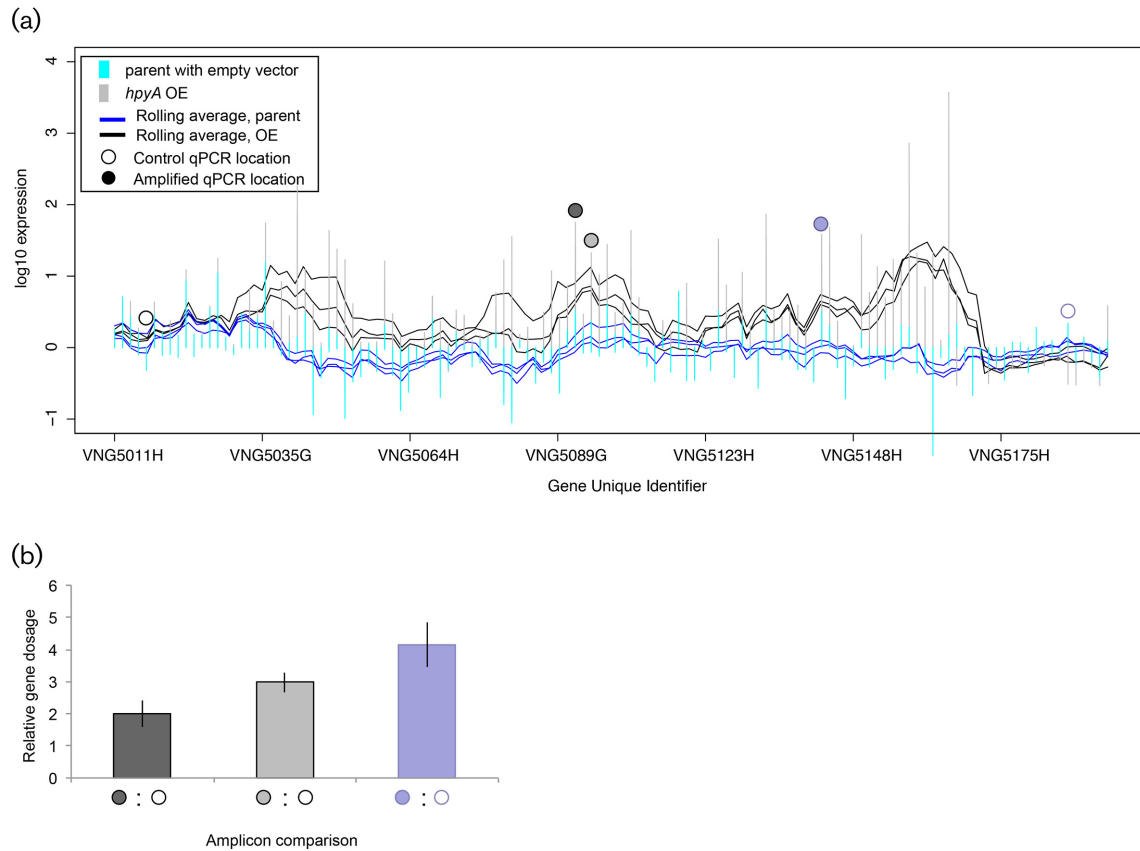 (a)
4
3
2
1
0
−1
log10 expression
parent with empty vector
hpyA OE
Rolling average, parent
Rolling average, OE
Control qPCR location
Amplified qPCR location
VNG5011H VNG5035G VNG5064H VNG5089G VNG5123H VNG5148H VNG5175H
Gene Unique Identifier
(b)
6
5
4
3
2
1
0
Relative gene dosage
: : :
Amplicon comparison